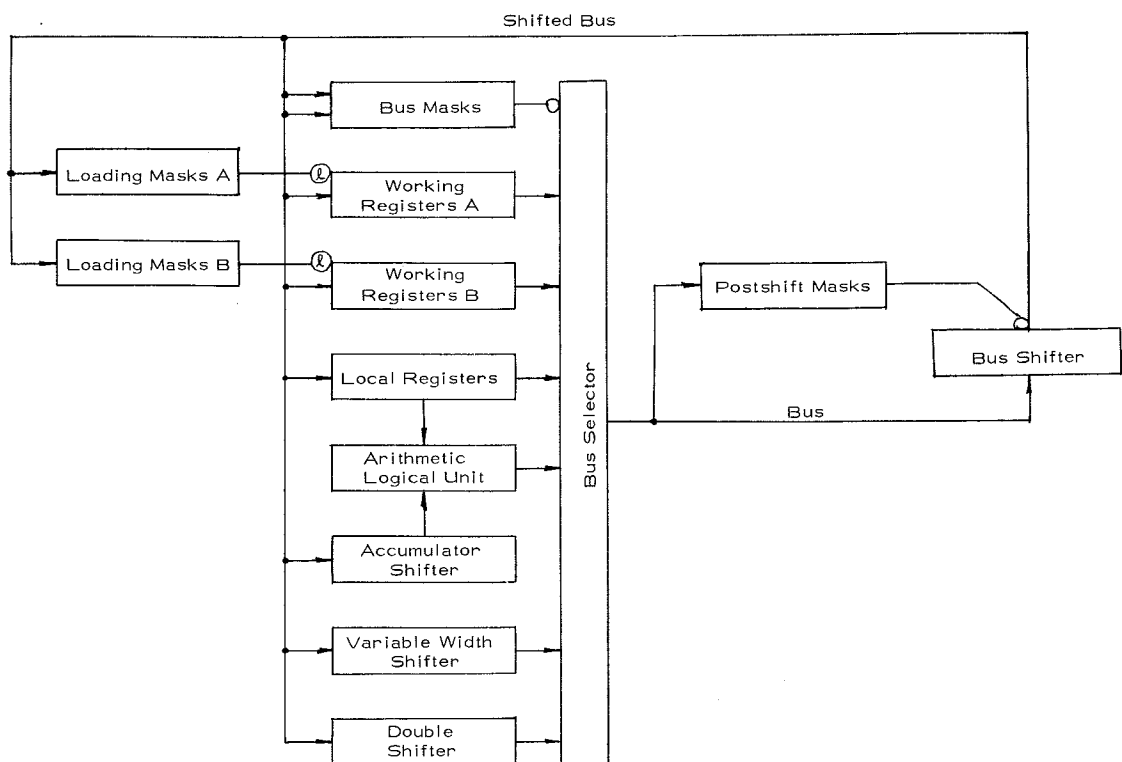 Shifted Bus
Bus Masks
Loading Masks A
ℓ
Working
Registers A
Loading Masks B
ℓ
Working
Registers B
Postshift Masks
Bus Shifter
Local Registers
Bus
Bus Selector
Arithmetic
Logical Unit
Accumulator
Shifter
Variable Width
Shifter
Double
Shifter